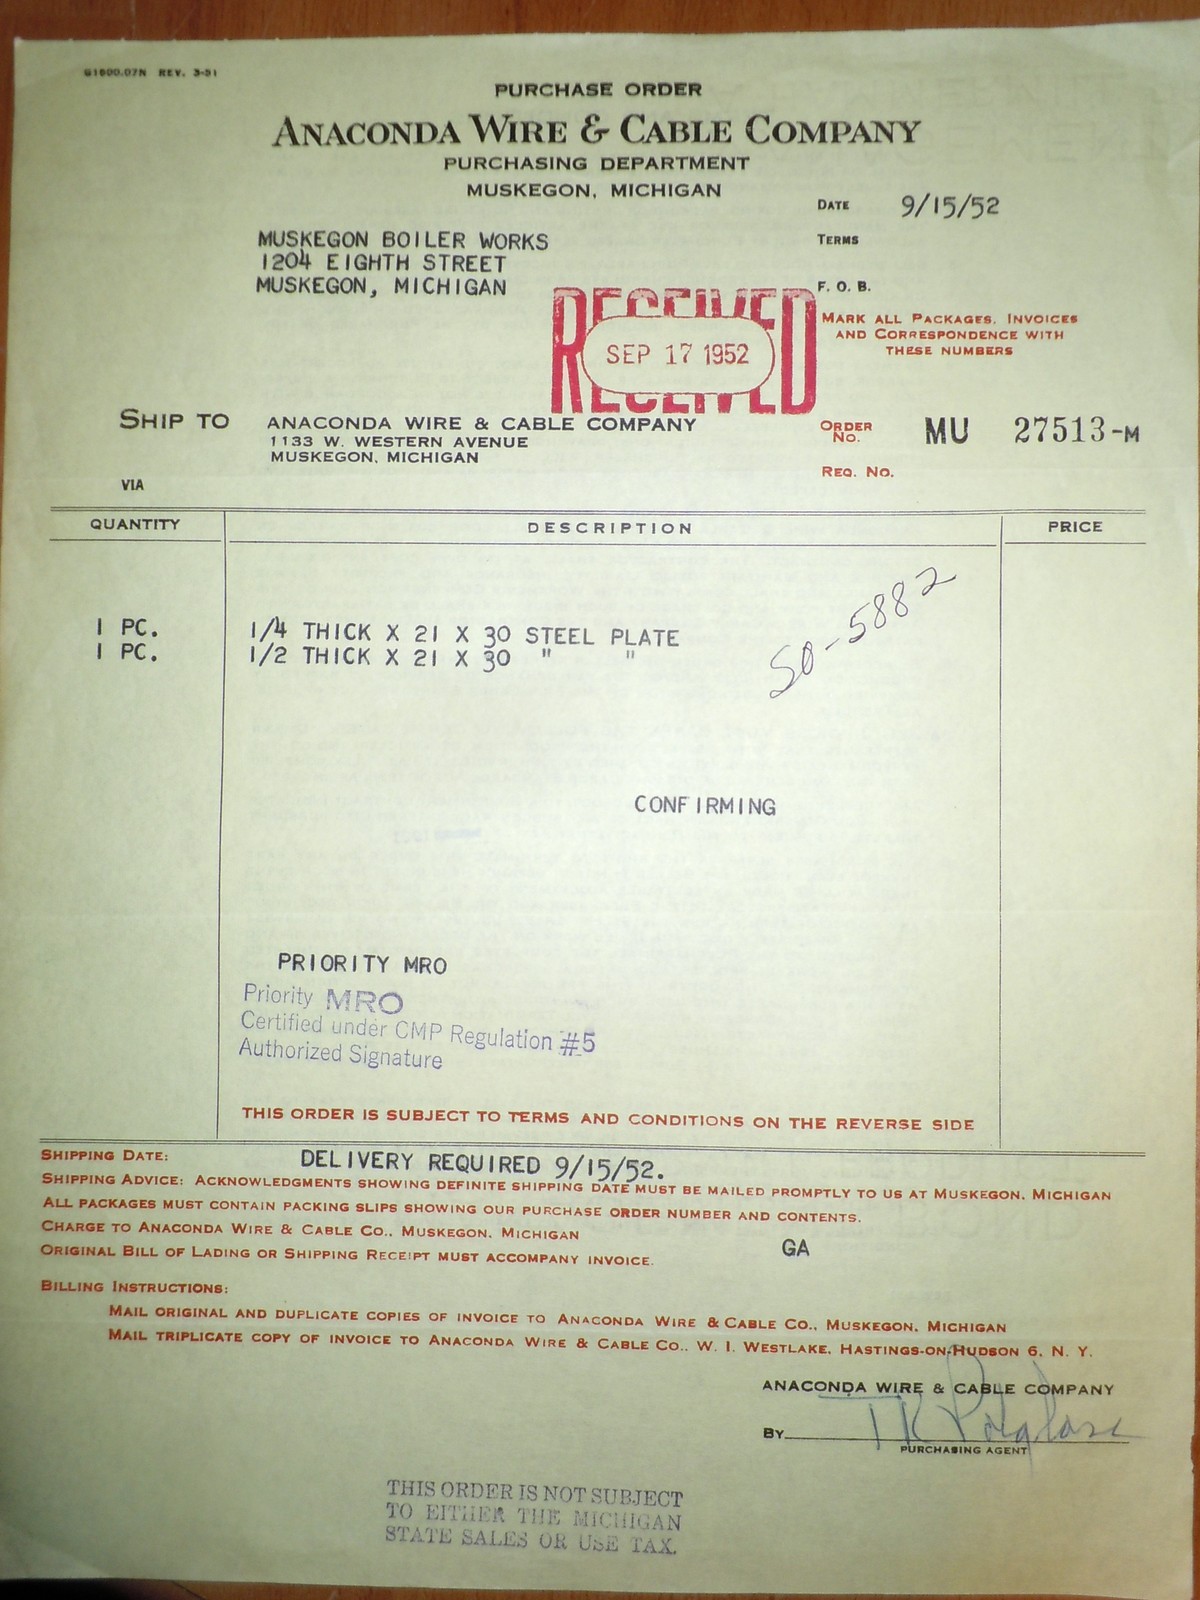 G1600.07N REV. 3-51
PURCHASE ORDER
ANACONDA WIRE & CABLE COMPANY
PURCHASING DEPARTMENT
MUSKEGON, MICHIGAN
DATE 9/15/52
MUSKEGON BOILER WORKS
1204 EIGHTH STREET
MUSKEGON, MICHIGAN
TERMS
F. O. B.
RECEIVED
SEP 17 1952
RECEIVED
MARK ALL PACKAGES, INVOICES
AND CORRESPONDENCE WITH
THESE NUMBERS
SHIP TO ANACONDA WIRE & CABLE COMPANY
1133 W. WESTERN AVENUE
MUSKEGON, MICHIGAN
ORDER
NO. MU 27513-M
REQ. NO.
VIA
QUANTITY DESCRIPTION PRICE
SO-5882
1 PC. 1/4 THICK X 21 X 30 STEEL PLATE
1 PC. 1/2 THICK X 21 X 30 " "
CONFIRMING
PRIORITY MRO
Priority MRO
Certified under CMP Regulation #5
Authorized Signature
THIS ORDER IS SUBJECT TO TERMS AND CONDITIONS ON THE REVERSE SIDE
SHIPPING DATE: DELIVERY REQUIRED 9/15/52.
SHIPPING ADVICE: ACKNOWLEDGMENTS SHOWING DEFINITE SHIPPING DATE MUST BE MAILED PROMPTLY TO US AT MUSKEGON, MICHIGAN
ALL PACKAGES MUST CONTAIN PACKING SLIPS SHOWING OUR PURCHASE ORDER NUMBER AND CONTENTS.
CHARGE TO ANACONDA WIRE & CABLE CO., MUSKEGON, MICHIGAN
ORIGINAL BILL OF LADING OR SHIPPING RECEIPT MUST ACCOMPANY INVOICE.
GA
BILLING INSTRUCTIONS:
MAIL ORIGINAL AND DUPLICATE COPIES OF INVOICE TO ANACONDA WIRE & CABLE CO., MUSKEGON, MICHIGAN
MAIL TRIPLICATE COPY OF INVOICE TO ANACONDA WIRE & CABLE CO., W. I. WESTLAKE, HASTINGS-ON-HUDSON 6, N. Y.
ANACONDA WIRE & CABLE COMPANY
BY
PURCHASING AGENT
THIS ORDER IS NOT SUBJECT
TO EITHER THE MICHIGAN
STATE SALES OR USE TAX.